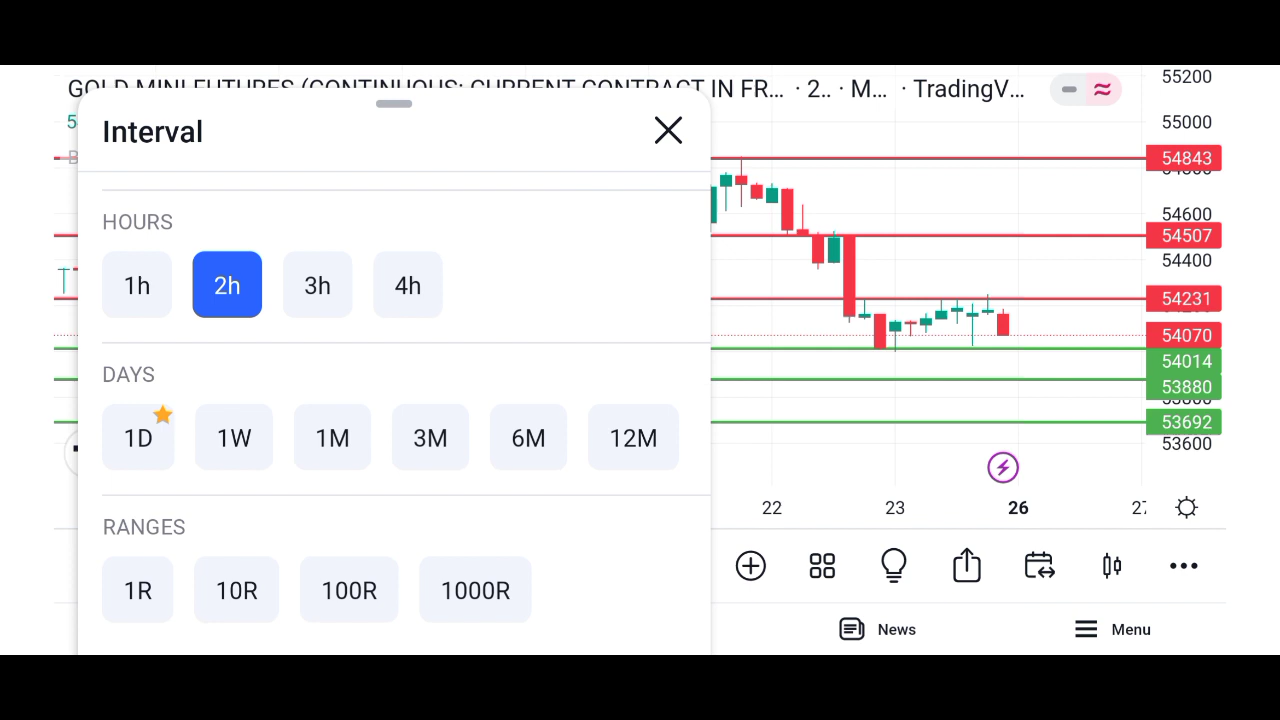 GOLD MINI FUTURES (CONTINUOUS: CURRENT CONTRACT IN FR... · 2.. · M... · TradingV...
Interval
HOURS
1h 2h 3h 4h
DAYS
1D 1W 1M 3M 6M 12M
RANGES
1R 10R 100R 1000R
55200
55000
54843
54600
54507
54400
54231
54070
54014
53880
53692
53600
22 23 26
News Menu